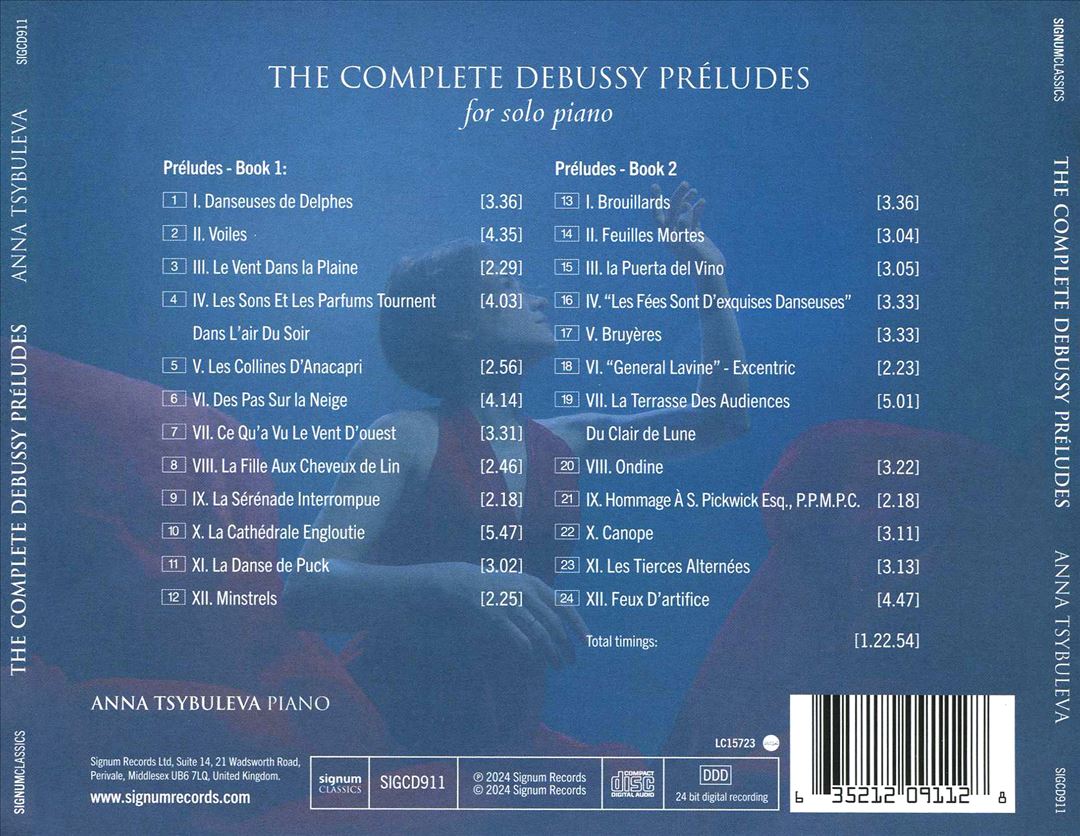 THE COMPLETE DEBUSSY PRÉLUDES
for solo piano
Préludes - Book 1:
1 I. Danseuses de Delphes [3.36]
2 II. Voiles [4.35]
3 III. Le Vent Dans la Plaine [2.29]
4 IV. Les Sons Et Les Parfums Tournent [4.03]
Dans L'air Du Soir
5 V. Les Collines D'Anacapri [2.56]
6 VI. Des Pas Sur la Neige [4.14]
7 VII. Ce Qu'a Vu Le Vent D'ouest [3.31]
8 VIII. La Fille Aux Cheveux de Lin [2.46]
9 IX. La Sérénade Interrompue [2.18]
10 X. La Cathédrale Engloutie [5.47]
11 XI. La Danse de Puck [3.02]
12 XII. Minstrels [2.25]
Préludes - Book 2
13 I. Brouillards [3.36]
14 II. Feuilles Mortes [3.04]
15 III. la Puerta del Vino [3.05]
16 IV. “Les Fées Sont D'exquises Danseuses” [3.33]
17 V. Bruyères [3.33]
18 VI. “General Lavine” - Excentric [2.23]
19 VII. La Terrasse Des Audiences [5.01]
Du Clair de Lune
20 VIII. Ondine [3.22]
21 IX. Hommage À S. Pickwick Esq., P.P.M.P.C. [2.18]
22 X. Canope [3.11]
23 XI. Les Tierces Alternées [3.13]
24 XII. Feux D'artifice [4.47]
Total timings: [1.22.54]
ANNA TSYBULEVA PIANO
Signum Records Ltd, Suite 14, 21 Wadsworth Road,
Perivale, Middlesex UB6 7LQ, United Kingdom.
www.signumrecords.com
signum
CLASSICS
SIGCD911
℗ 2024 Signum Records
© 2024 Signum Records
COMPACT
disc
DIGITAL AUDIO
DDD
24 bit digital recording
LC15723
6 35212 09112 8
SIGNUMCLASSICS THE COMPLETE DEBUSSY PRÉLUDES ANNA TSYBULEVA SIGCD911
SIGNUMCLASSICS THE COMPLETE DEBUSSY PRÉLUDES ANNA TSYBULEVA SIGCD911